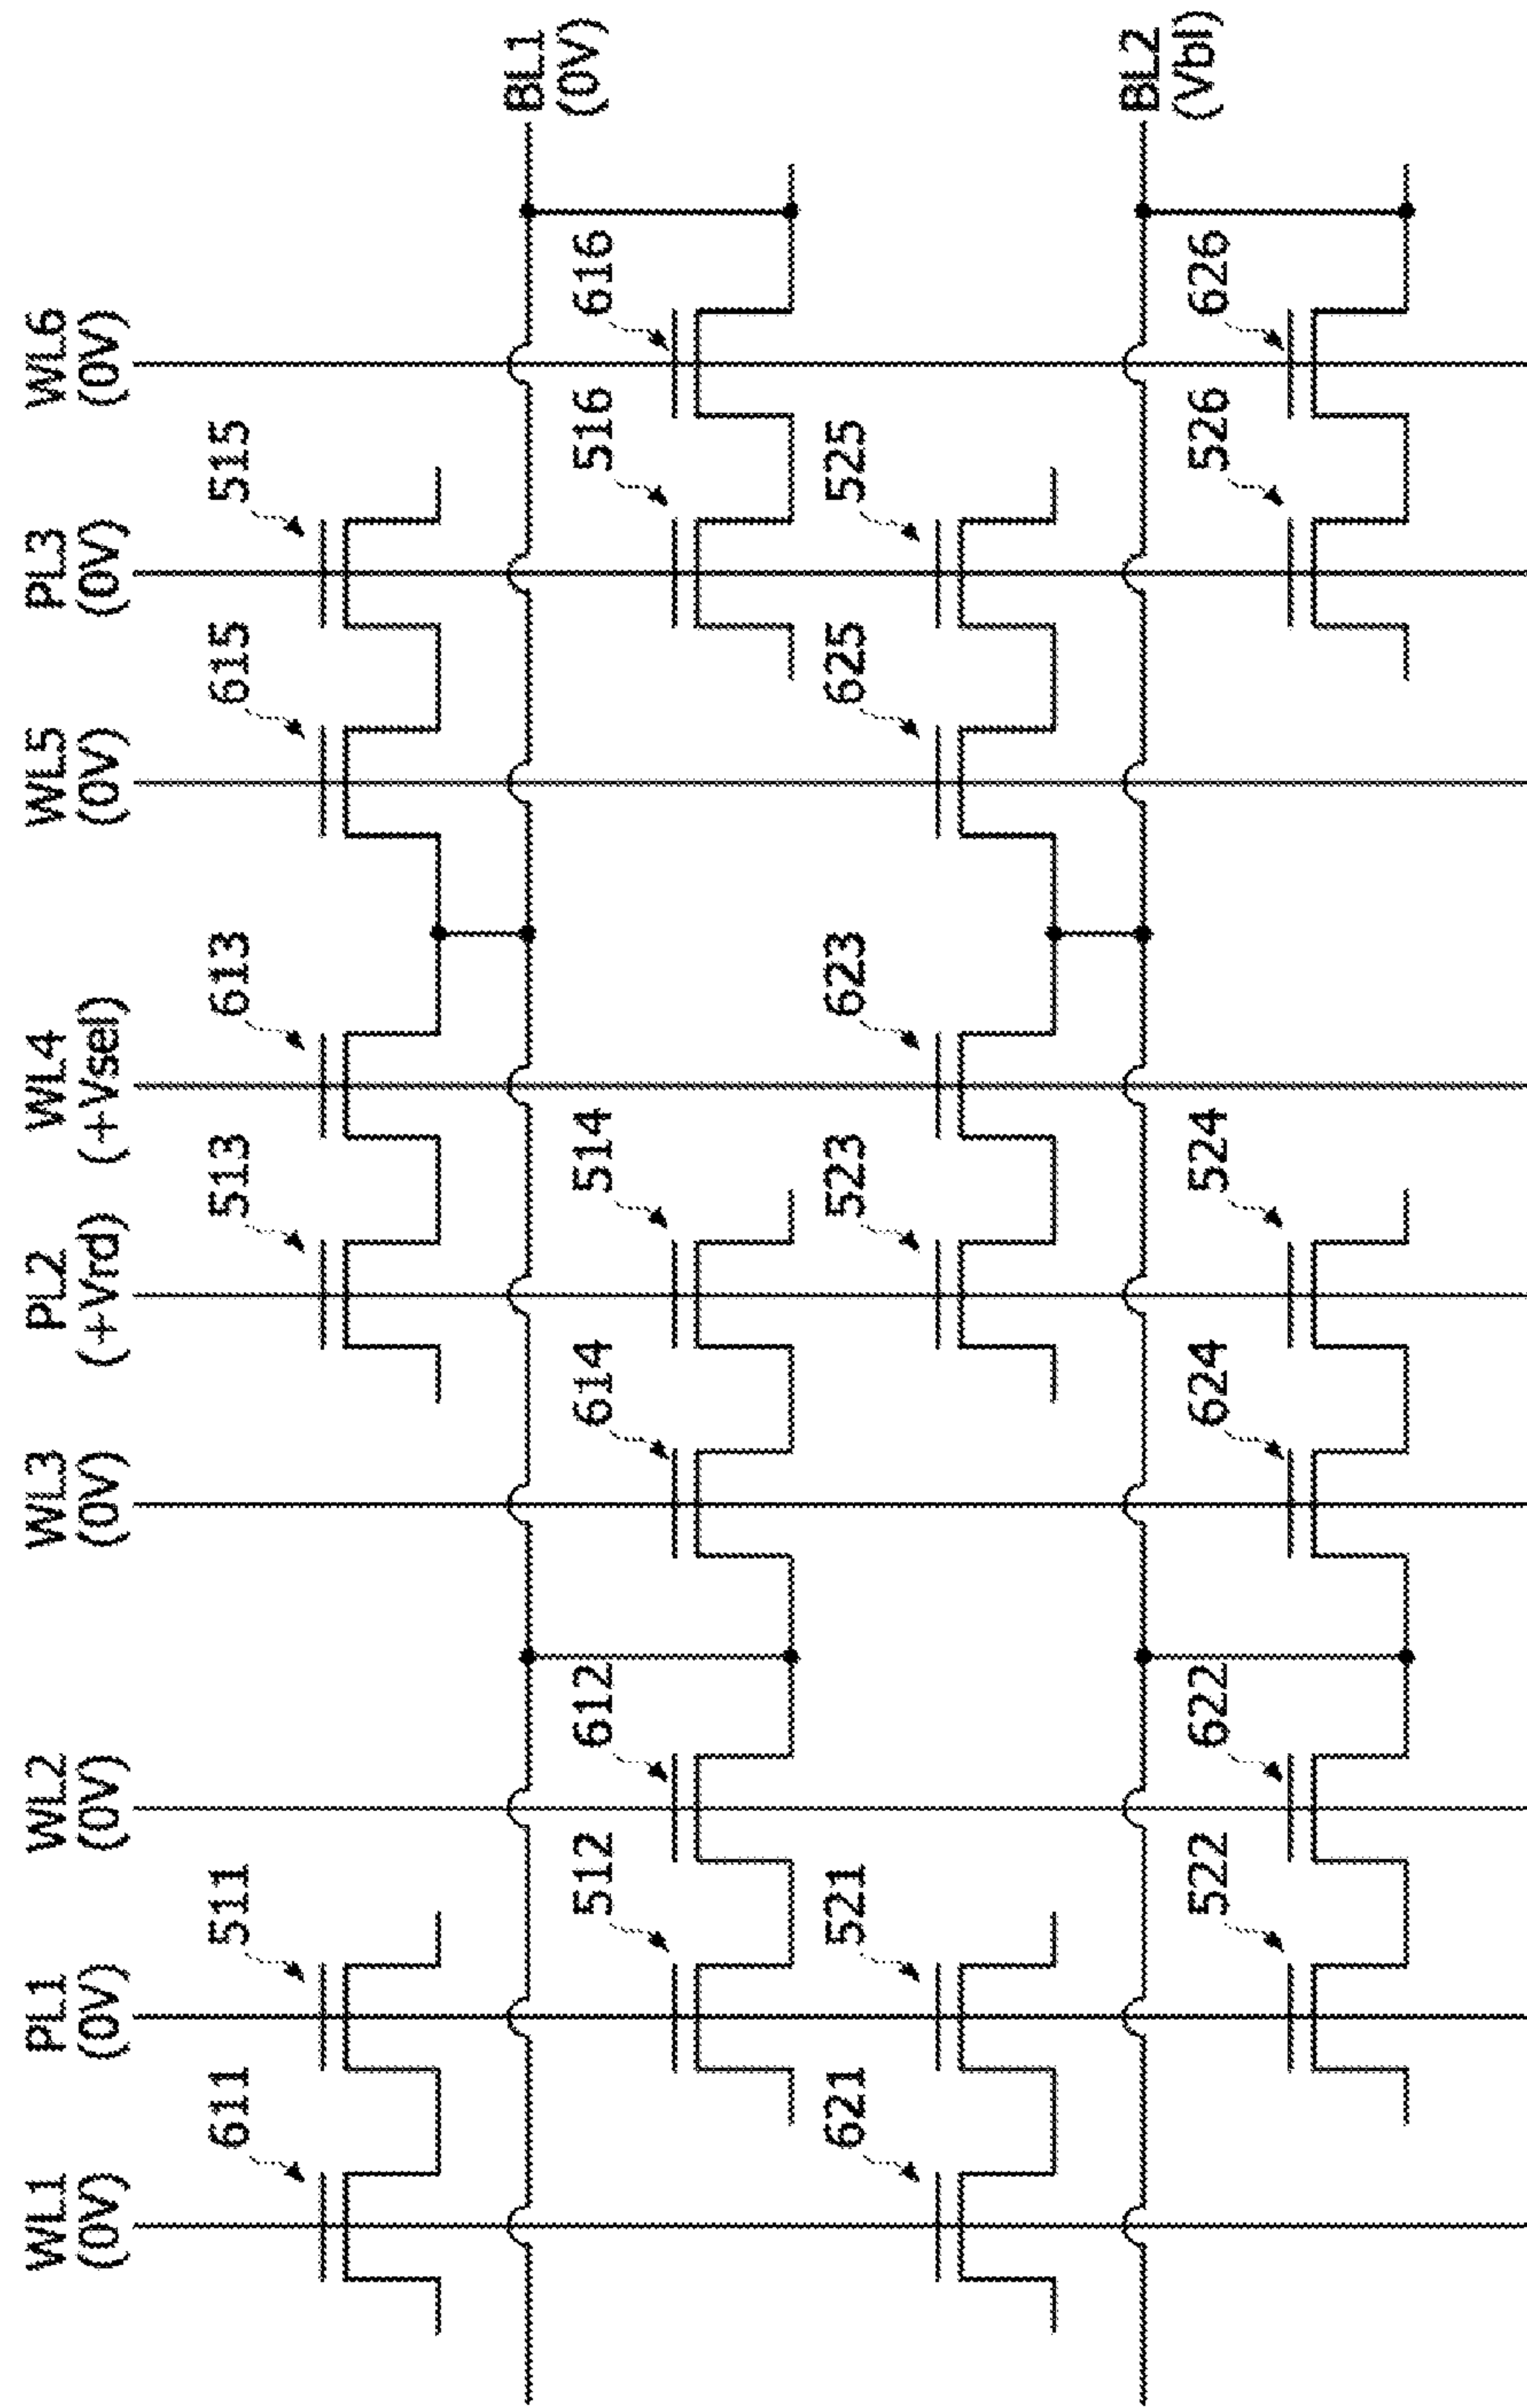 WL1
(0V)
PL1
(0V)
WL2
(0V)
WL3
(0V)
PL2
(+Vrd)
WL4
(+Vsel)
WL5
(0V)
PL3
(0V)
WL6
(0V)
611
511
513
613
615
515
BL1
(0V)
512
612
614
514
516
616
621
521
523
623
625
525
BL2
(Vbl)
522
622
624
524
526
626